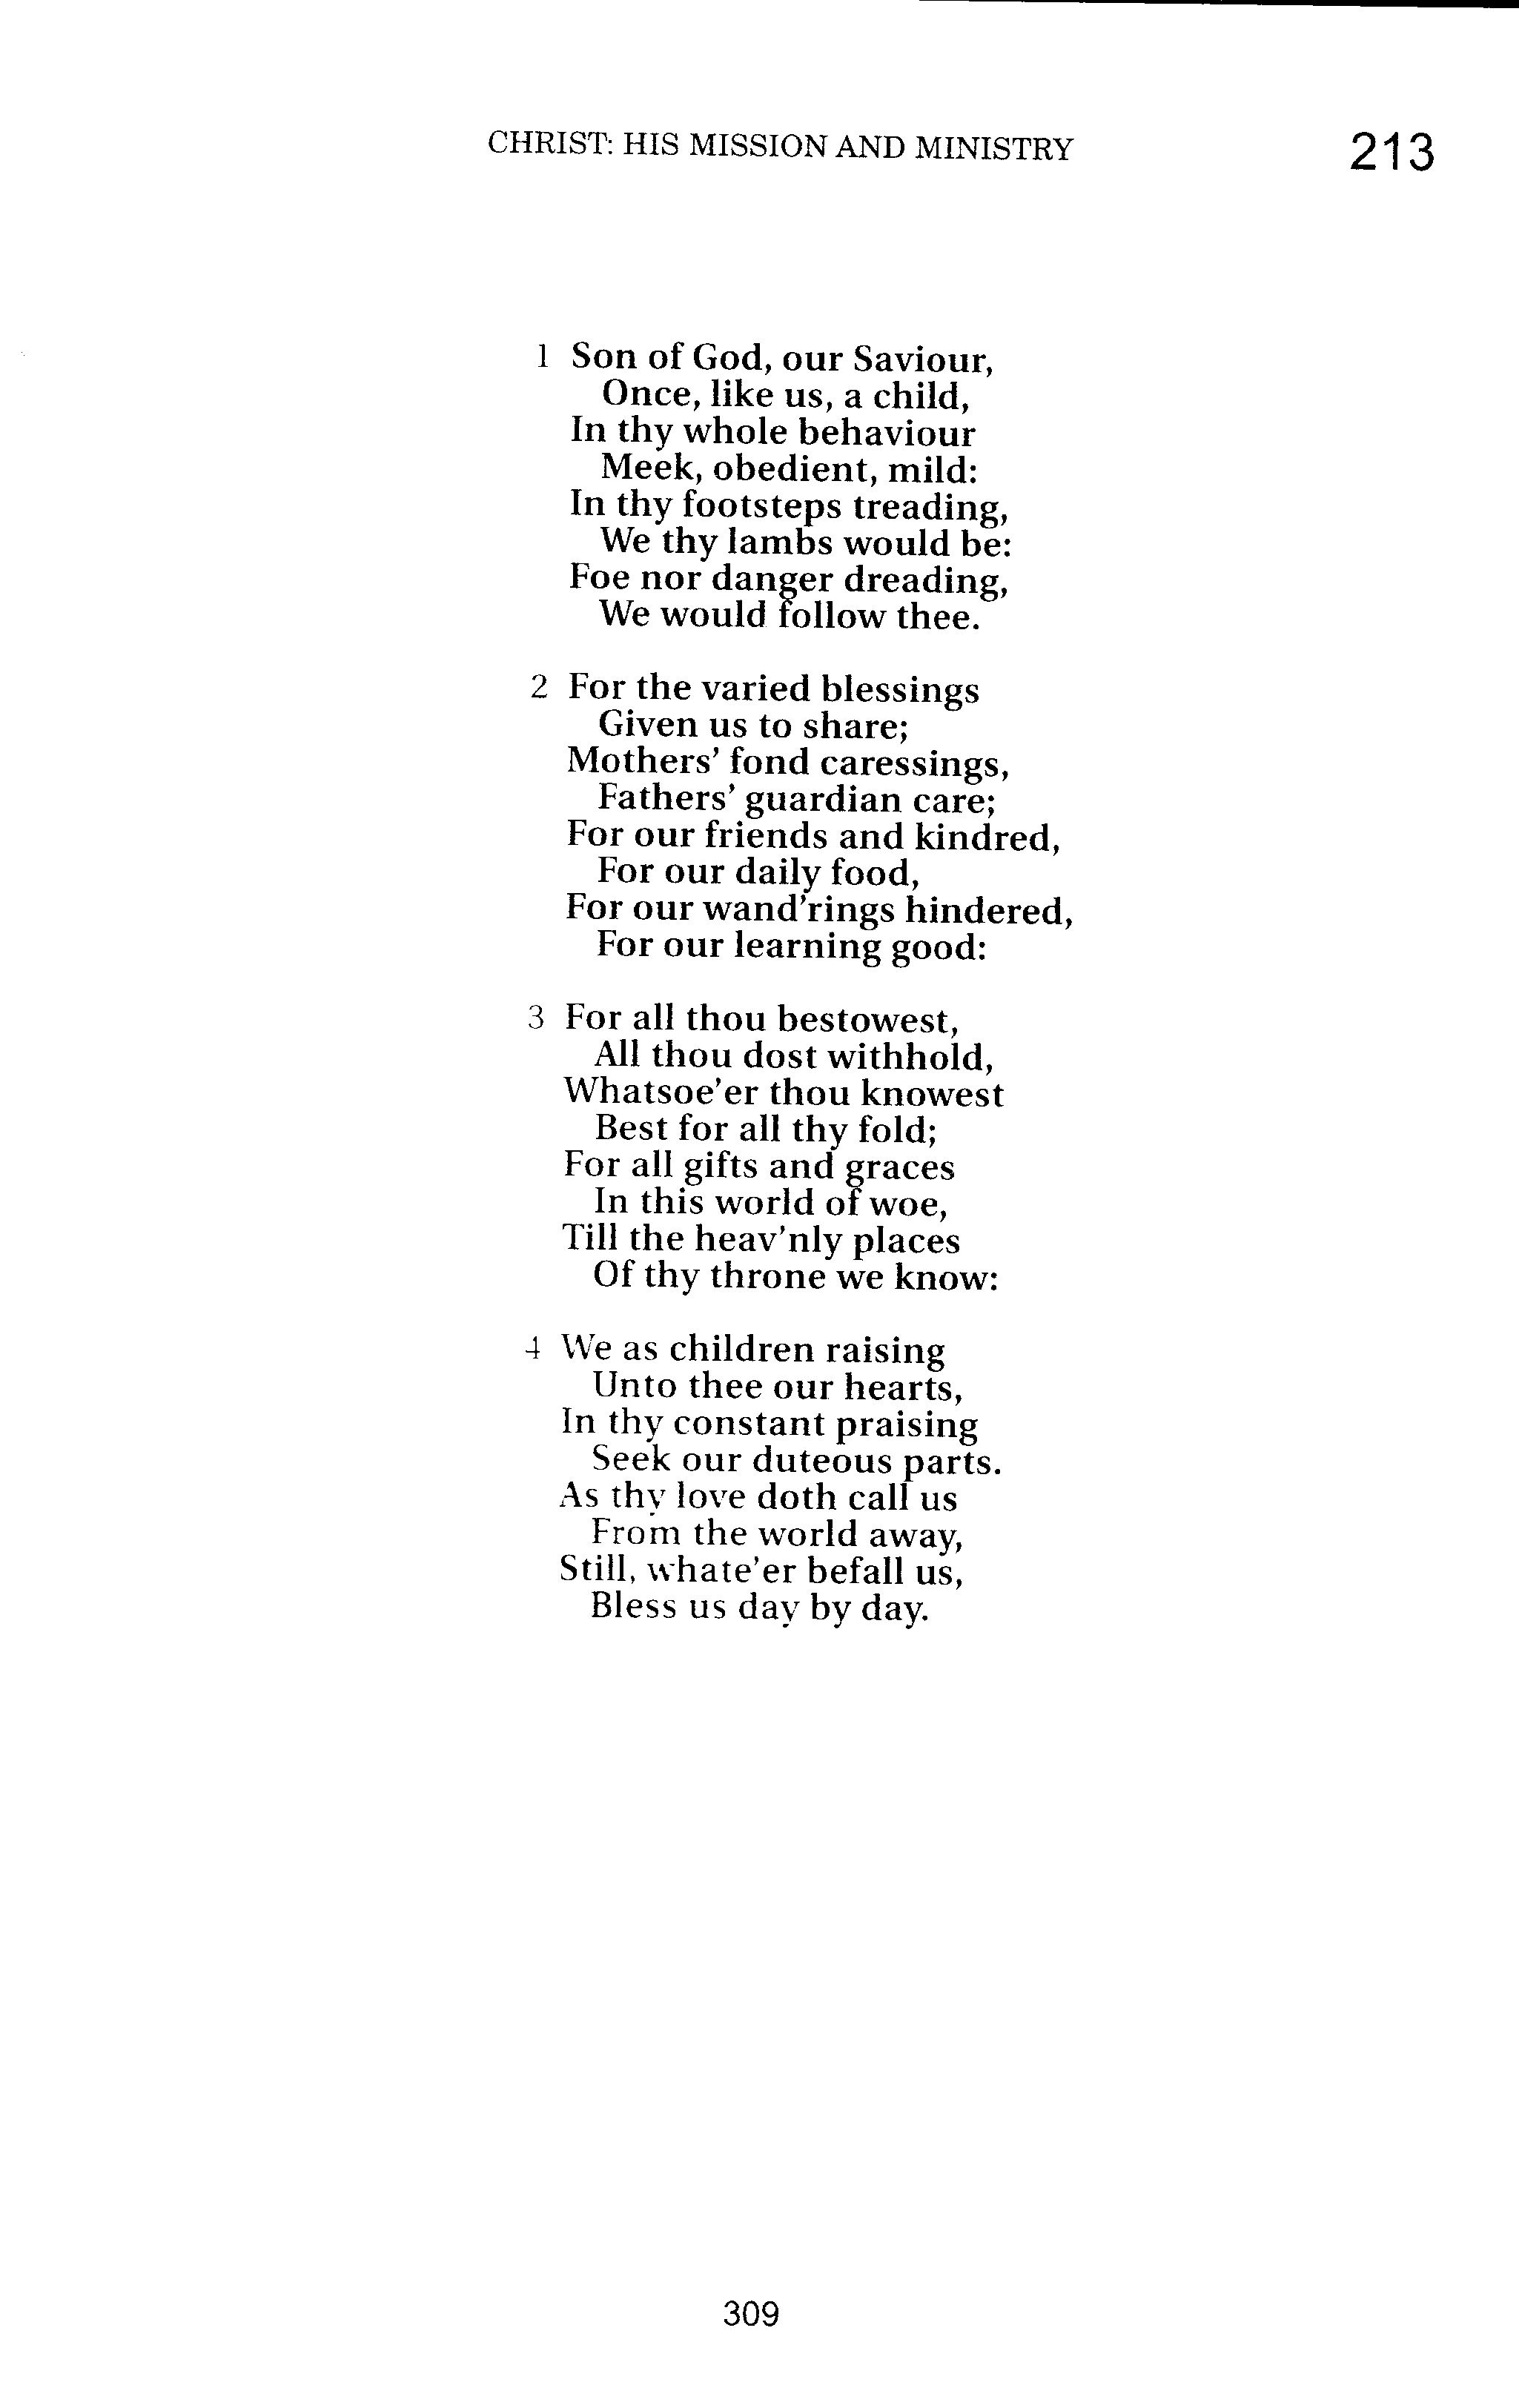 CHRIST: HIS MISSION AND MINISTRY 213
1 Son of God, our Saviour,
Once, like us, a child,
In thy whole behaviour
Meek, obedient, mild:
In thy footsteps treading,
We thy lambs would be:
Foe nor danger dreading,
We would follow thee.
2 For the varied blessings
Given us to share;
Mothers' fond caressings,
Fathers' guardian care;
For our friends and kindred,
For our daily food,
For our wand'rings hindered,
For our learning good:
3 For all thou bestowest,
All thou dost withhold,
Whatsoe'er thou knowest
Best for all thy fold;
For all gifts and graces
In this world of woe,
Till the heav'nly places
Of thy throne we know:
4 We as children raising
Unto thee our hearts,
In thy constant praising
Seek our duteous parts.
As thy love doth call us
From the world away,
Still, whate'er befall us,
Bless us day by day.
309